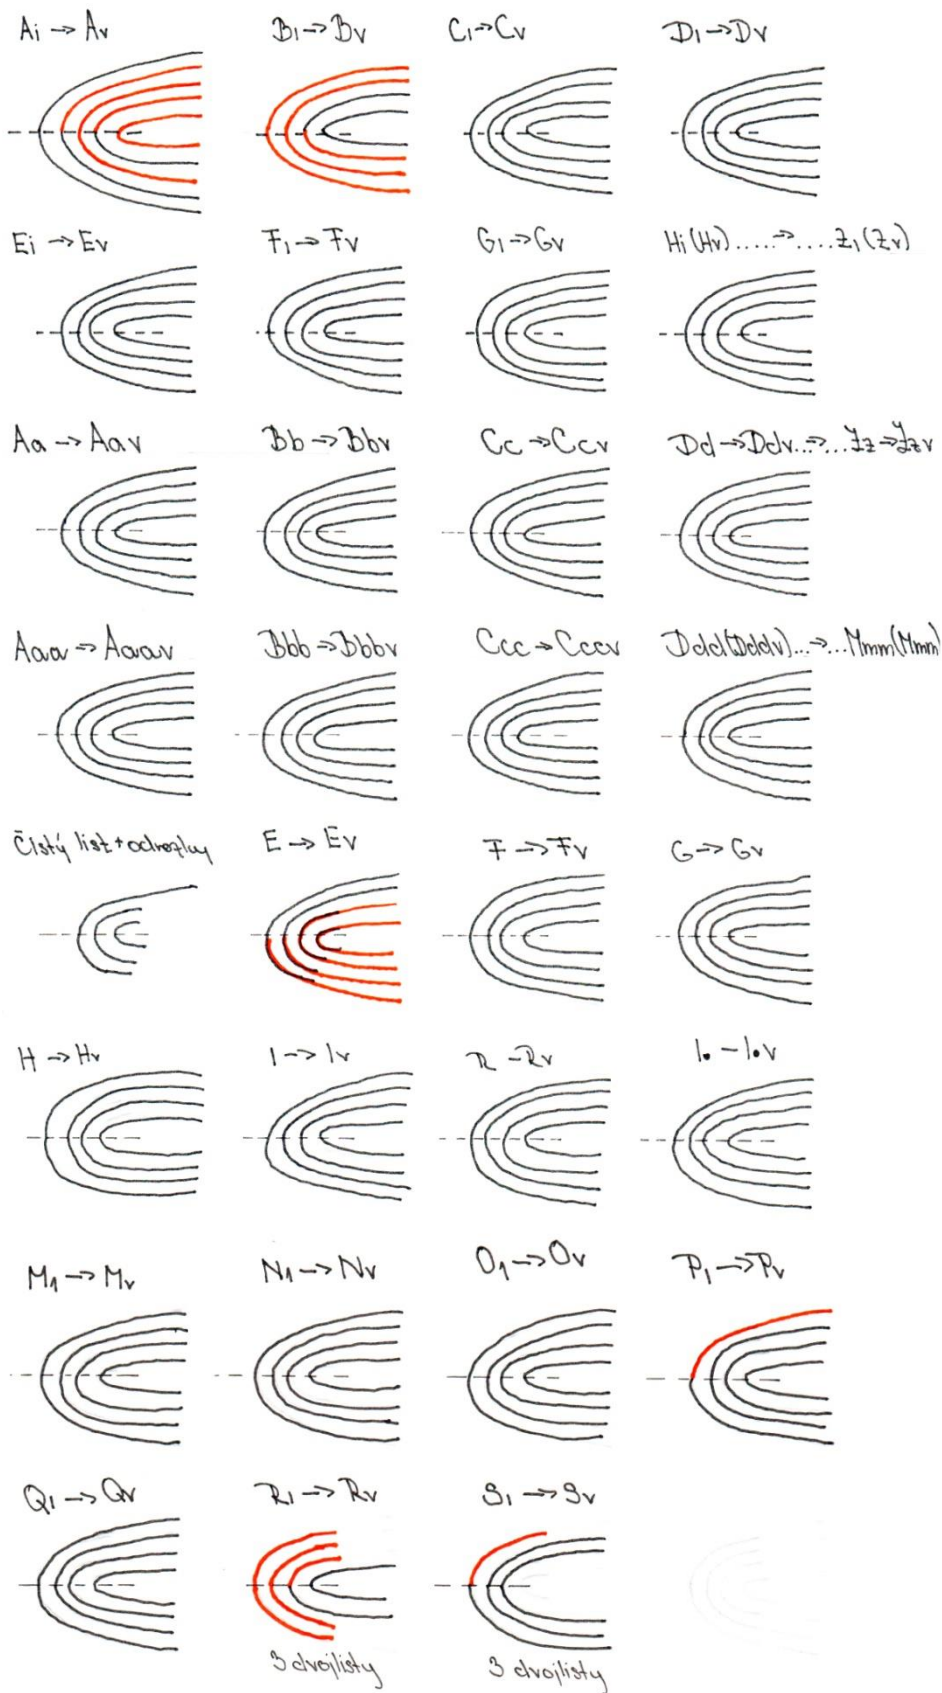 Ai → Av B1 → Bv C1 → Cv D1 → Dv
Ei → Ev F1 → Fv G1 → Gv Hi (Hv) ..... → .... Z1 (Zv)
Aa → Aav Bb → Bbv Cc → Ccv Dd → Ddv...→... Zz → Zzv
Aaa → Aaav Bbb → Bbbv Ccc → Cccv Ddd(Dddv)...→...Mmm(Mmm)
Čistý list + odrezky E → Ev F → Fv G → Gv
H → Hv I → Iv R - Rv 1. - 1.v
M1 → Mv N1 → Nv O1 → Ov P1 → Pv
Q1 → Qv R1 → Rv S1 → Sv
3 dvojlisty 3 dvojlisty